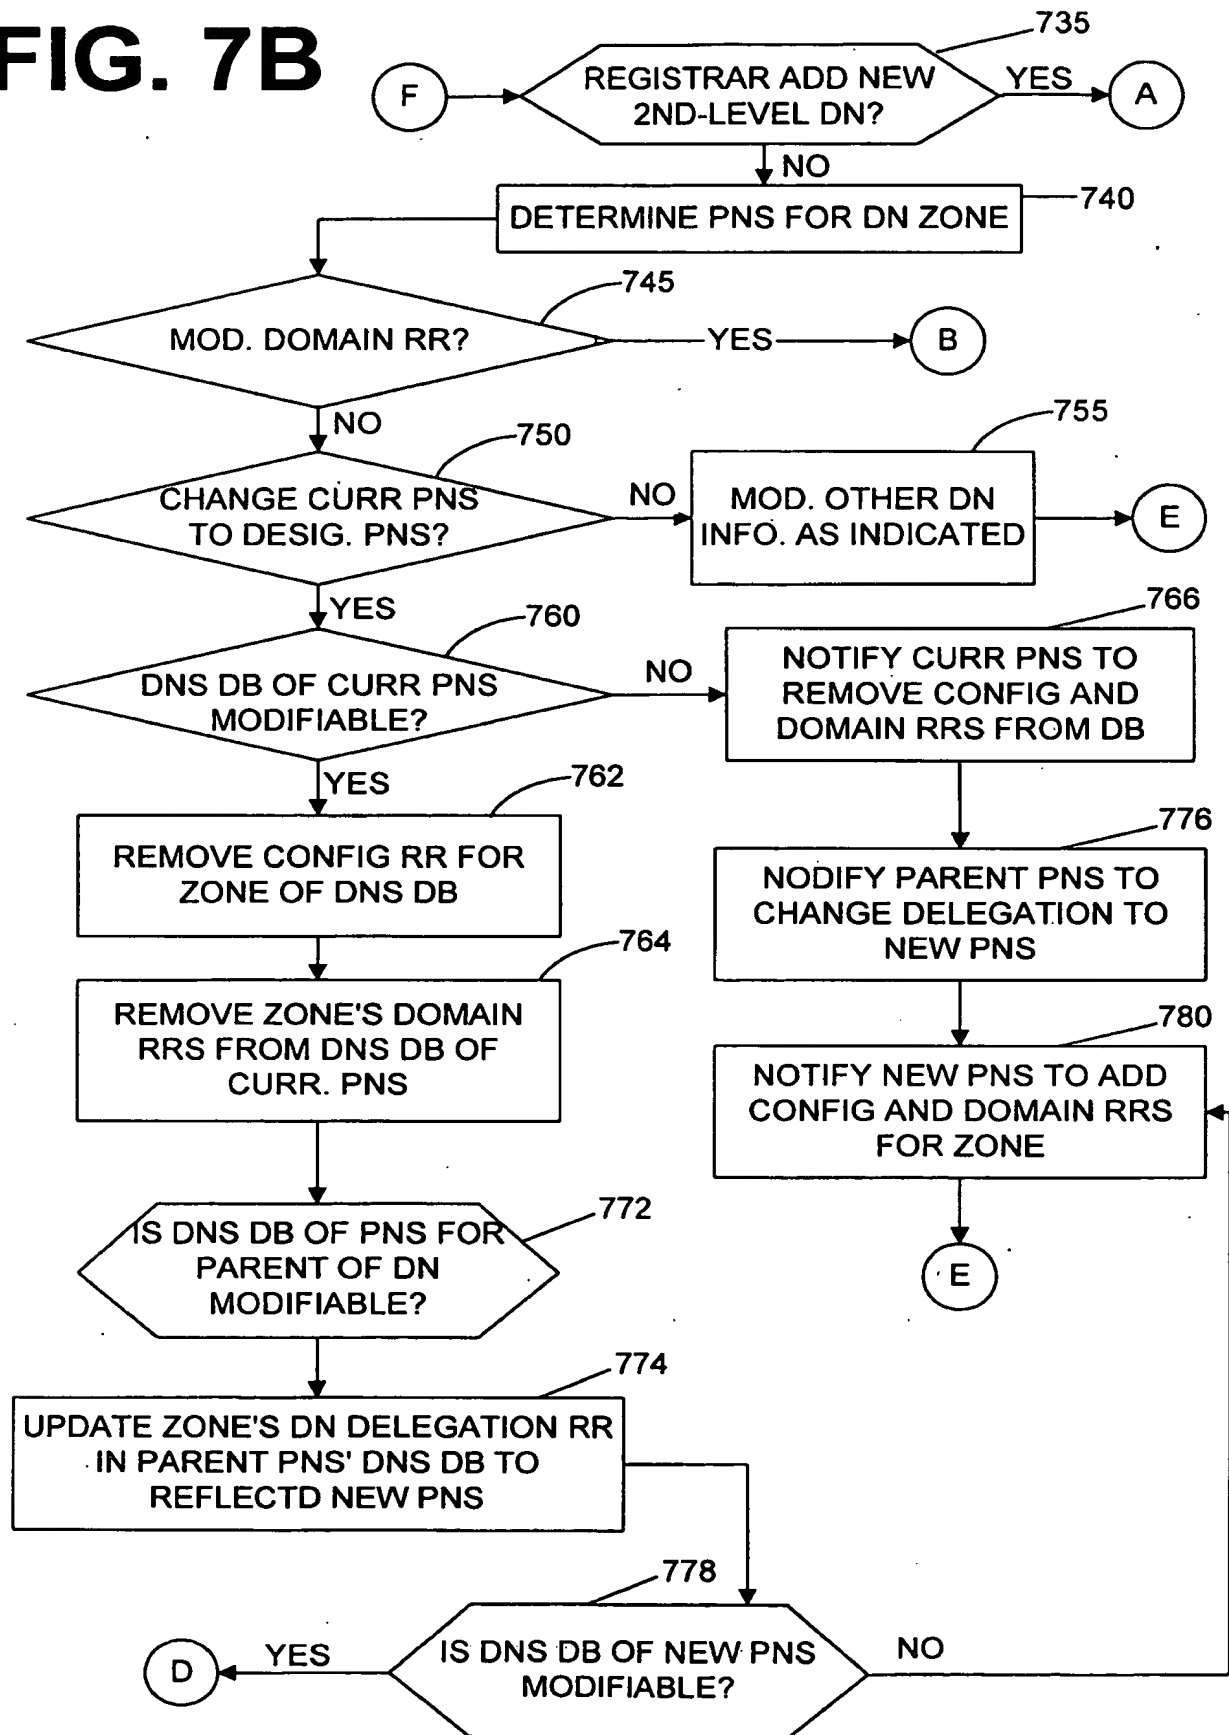 FIG. 7B
735
F
REGISTRAR ADD NEW
2ND-LEVEL DN?
YES
A
NO
DETERMINE PNS FOR DN ZONE
740
745
MOD. DOMAIN RR?
YES
B
NO
750
755
CHANGE CURR PNS
TO DESIG. PNS?
NO
MOD. OTHER DN
INFO. AS INDICATED
E
YES
760
766
DNS DB OF CURR PNS
MODIFIABLE?
NO
NOTIFY CURR PNS TO
REMOVE CONFIG AND
DOMAIN RRS FROM DB
YES
762
REMOVE CONFIG RR FOR
ZONE OF DNS DB
776
NODIFY PARENT PNS TO
CHANGE DELEGATION TO
NEW PNS
764
REMOVE ZONE'S DOMAIN
RRS FROM DNS DB OF
CURR. PNS
780
NOTIFY NEW PNS TO ADD
CONFIG AND DOMAIN RRS
FOR ZONE
772
IS DNS DB OF PNS FOR
PARENT OF DN
MODIFIABLE?
E
774
UPDATE ZONE'S DN DELEGATION RR
IN PARENT PNS' DNS DB TO
REFLECTD NEW PNS
778
D
YES
IS DNS DB OF NEW PNS
MODIFIABLE?
NO